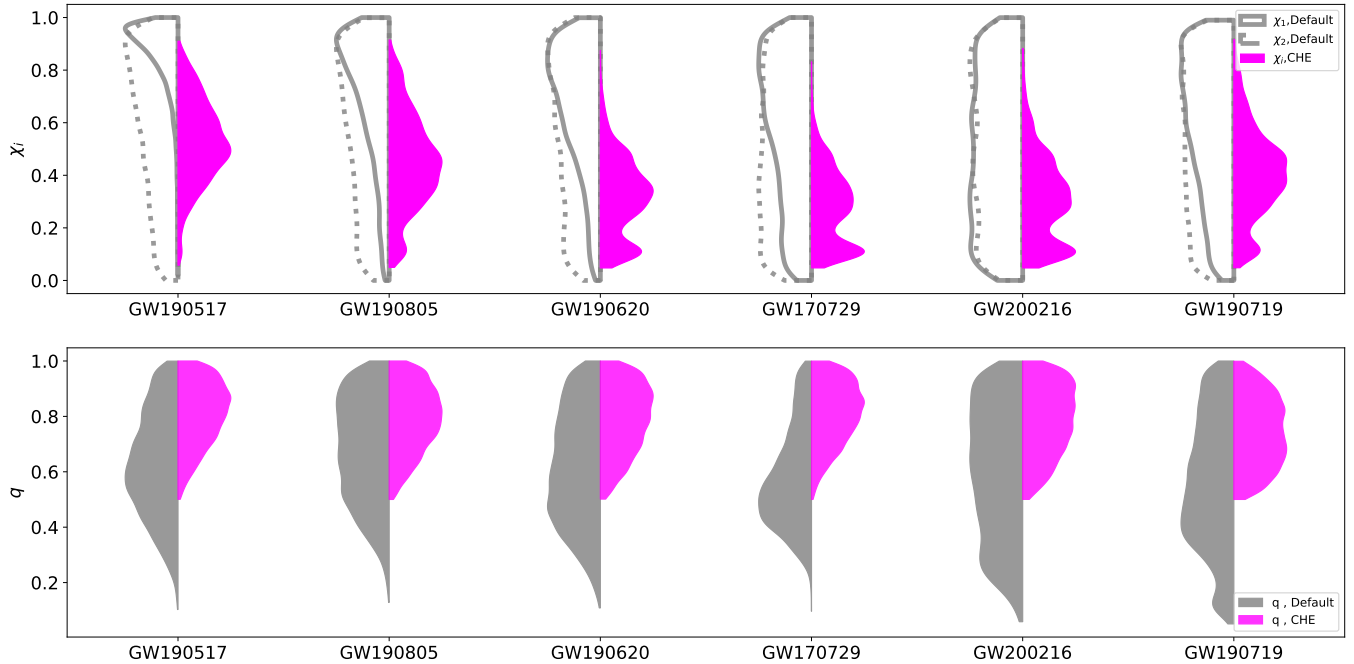 1.0
0.8
0.6
0.4
0.2
0.0
χᵢ
χ₁,Default
χ₂,Default
χᵢ,CHE
GW190517 GW190805 GW190620 GW170729 GW200216 GW190719
1.0
0.8
0.6
0.4
0.2
q
q , Default
q , CHE
GW190517 GW190805 GW190620 GW170729 GW200216 GW190719